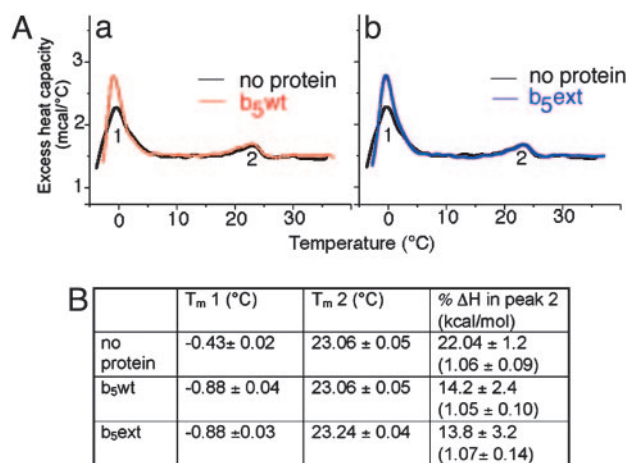 A
a
b
no protein
b5wt
no protein
b5ext
Excess heat capacity
(mcal/°C)
3
2
1
1
2
1
2
0 10 20 30
0 10 20 30
Temperature (°C)
B
Tm 1 (°C) Tm 2 (°C) % ΔH in peak 2
(kcal/mol)
no
protein -0.43± 0.02 23.06 ± 0.05 22.04 ± 1.2
(1.06 ± 0.09)
b5wt -0.88 ± 0.04 23.06 ± 0.05 14.2 ± 2.4
(1.05 ± 0.10)
b5ext -0.88 ±0.03 23.24 ± 0.04 13.8 ± 3.2
(1.07± 0.14)